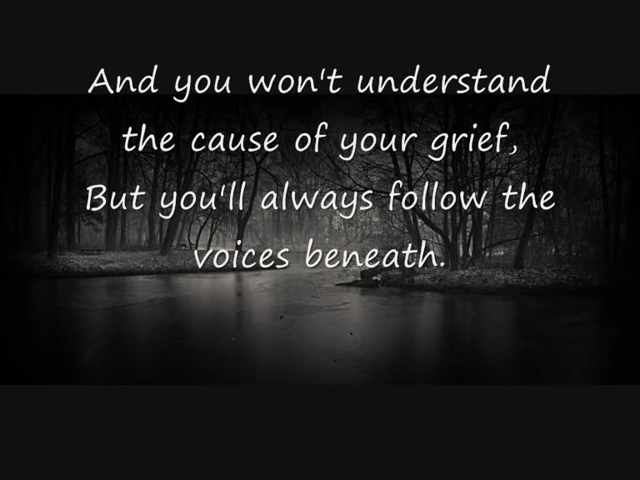 And you won't understand
the cause of your grief,
But you'll always follow the
voices beneath.